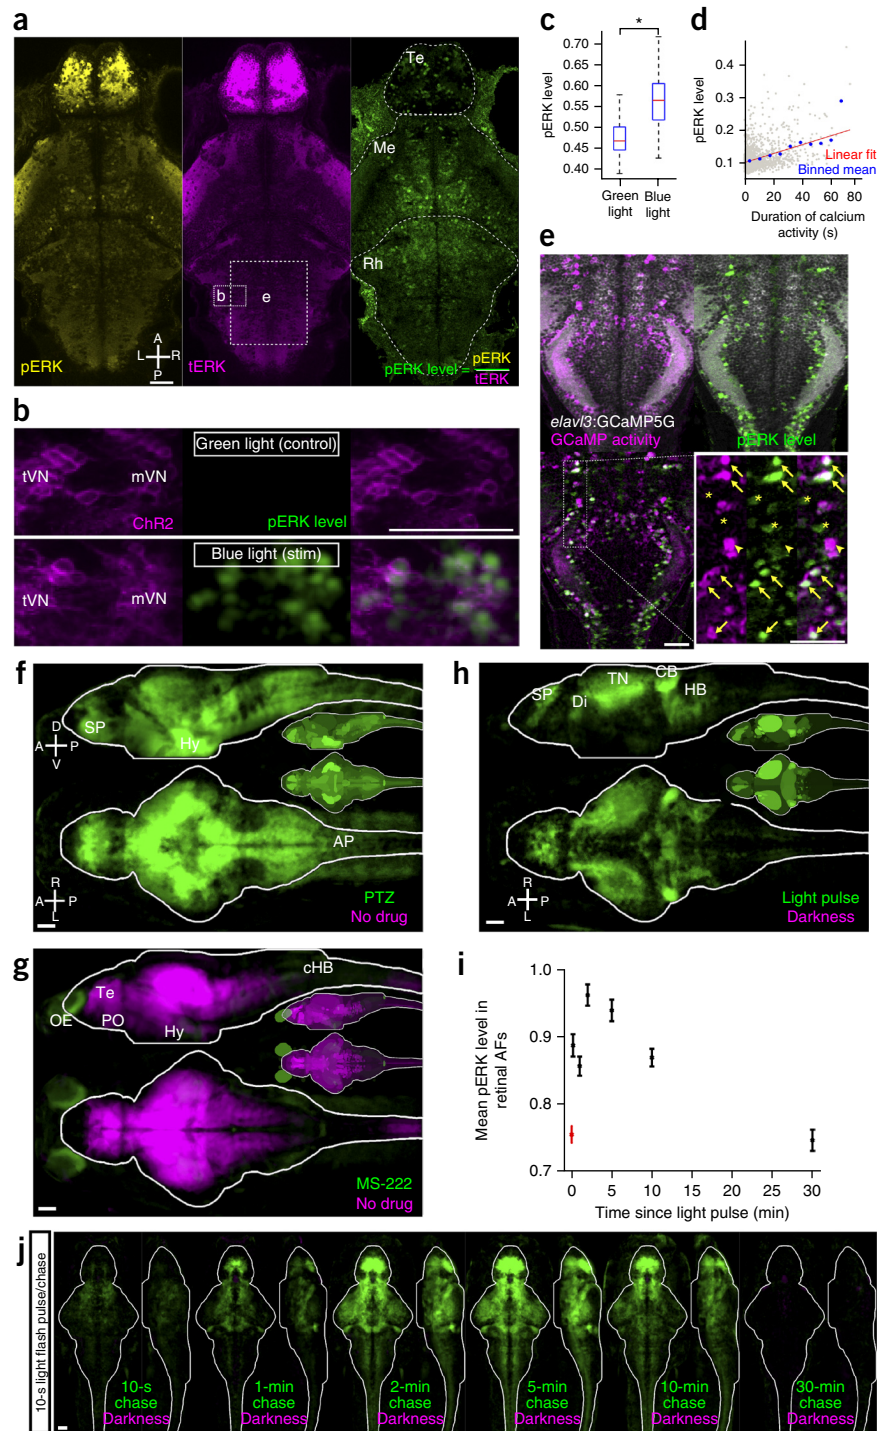 a
Te
Me
Rh
b
e
A
L
R
P
pERK
tERK
pERK level = pERK
tERK
b
Green light (control)
tVN
mVN
ChR2
pERK level
Blue light (stim)
tVN
mVN
c
*
pERK level
0.70
0.65
0.60
0.55
0.50
0.45
0.40
Green
light
Blue
light
d
pERK level
0.4
0.3
0.2
0.1
Linear fit
Binned mean
0 20 40 60 80
Duration of calcium
activity (s)
e
elavl3:GCaMP5G
GCaMP activity
pERK level
* * *
* * *
f
SP
Hy
D
A
P
V
AP
R
A
P
L
PTZ
No drug
g
Te
OE
PO
Hy
cHB
MS-222
No drug
h
SP
Di
TN
CB
HB
R
A
P
L
Light pulse
Darkness
i
Mean pERK level in
retinal AFs
1.0
0.9
0.8
0.7
0 5 10 15 20 25 30
Time since light pulse (min)
j
10-s light flash pulse/chase
10-s
chase
Darkness
1-min
chase
Darkness
2-min
chase
Darkness
5-min
chase
Darkness
10-min
chase
Darkness
30-min
chase
Darkness